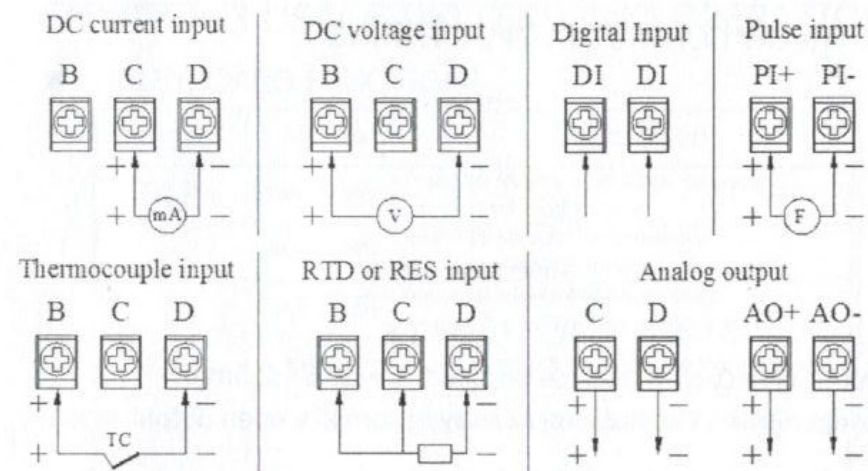 DC current input
B C D
+ −
+ mA −
DC voltage input
B C D
+ −
+ V −
Digital Input
DI DI
Pulse input
PI+ PI-
+ −
+ F −
Thermocouple input
B C D
+ −
+ TC −
RTD or RES input
B C D
Analog output
C D AO+ AO-
+ − + −
+ − + −